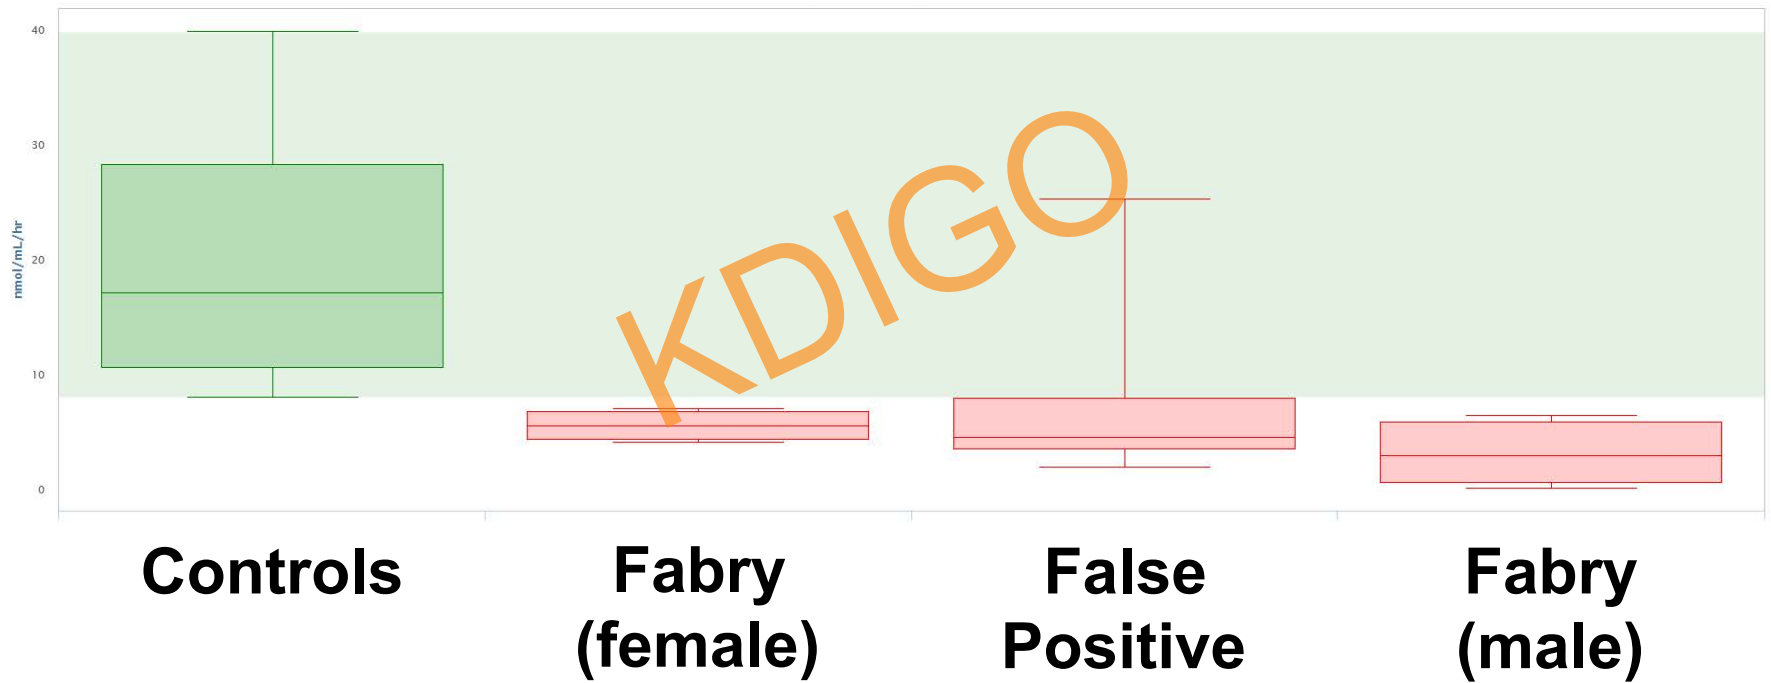 40
30
20
10
0
nmol/mL/hr
KDIGO
Controls
Fabry
(female)
False
Positive
Fabry
(male)